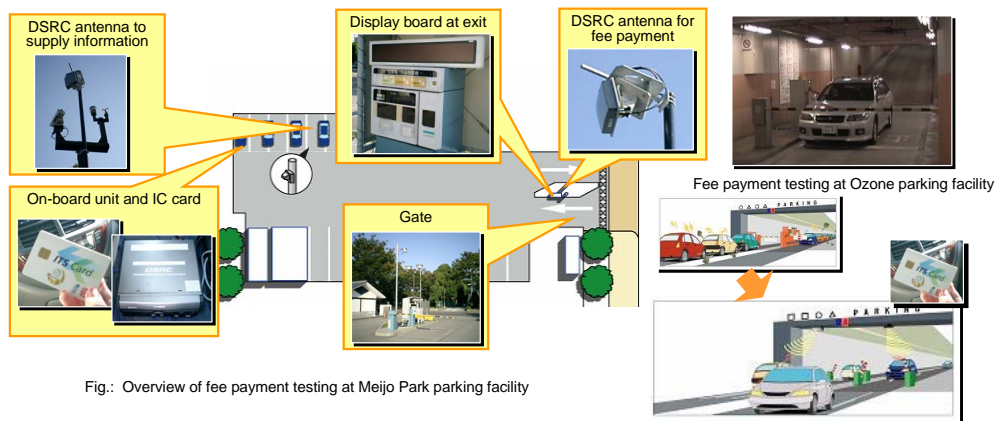 DSRC antenna to
supply information
Display board at exit
DSRC antenna for
fee payment
On-board unit and IC card
ITS Card
DSRC
Gate
Fee payment testing at Ozone parking facility
PARKING
PARKING
Fig.: Overview of fee payment testing at Meijo Park parking facility